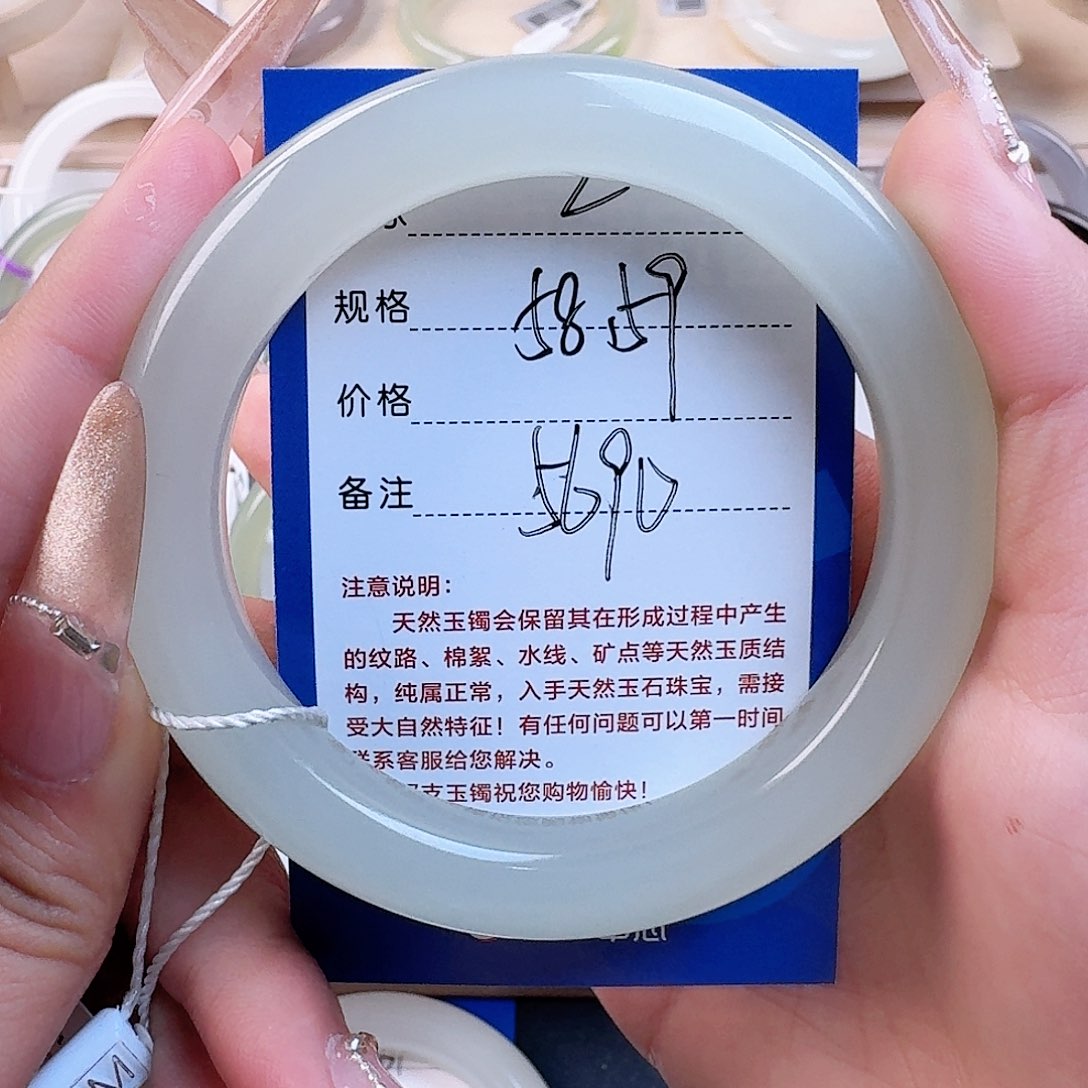 规格 58.59
价格
备注 5690
注意说明：
天然玉镯会保留其在形成过程中产生
的纹路、棉絮、水线、矿点等天然玉质结
构，纯属正常，入手天然玉石珠宝，需接
受大自然特征！有任何问题可以第一时间
联系客服给您解决。
支玉镯祝您购物愉快！
M